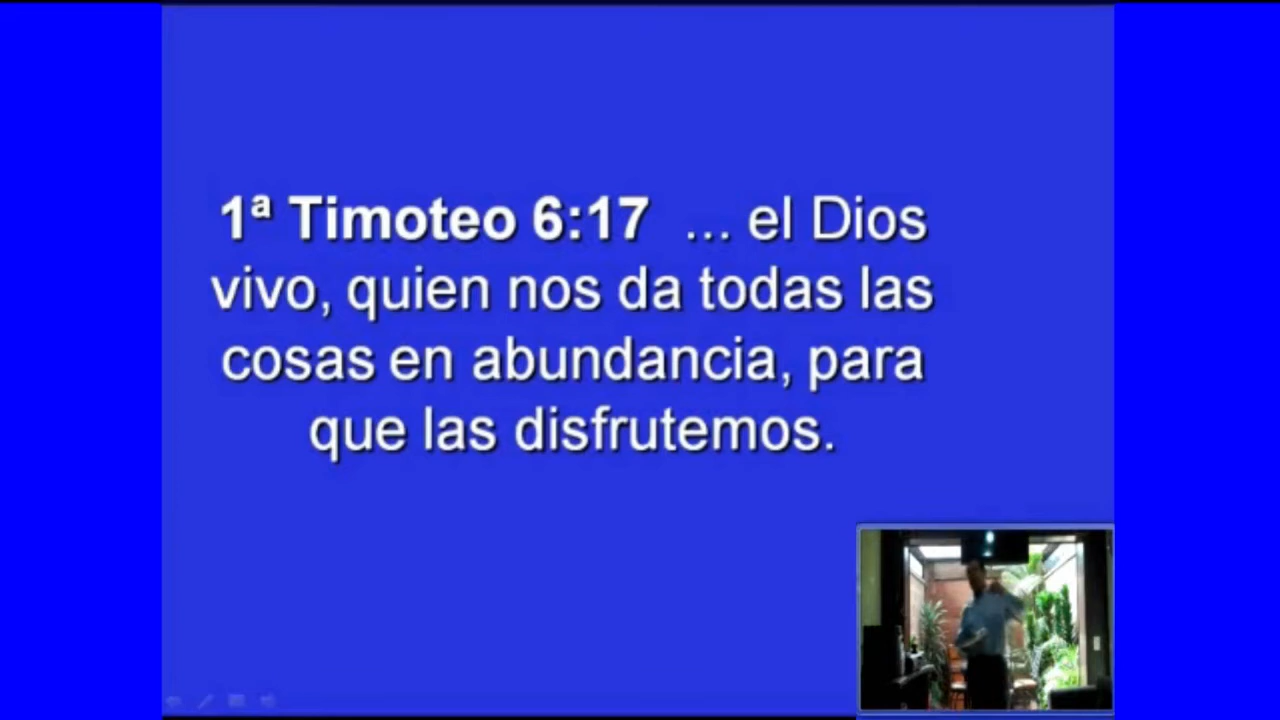 1ª Timoteo 6:17 ... el Dios
vivo, quien nos da todas las
cosas en abundancia, para
que las disfrutemos.